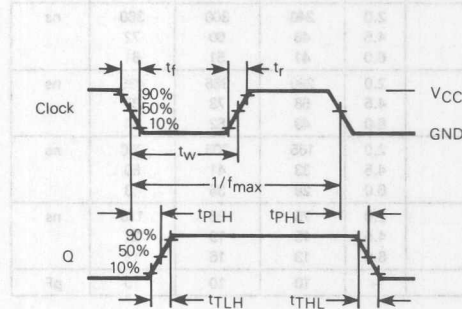 tf
tr
90%
50%
10%
Clock
VCC
GND
tw
1/fmax
tPLH
tPHL
90%
50%
10%
Q
tTLH
tTHL